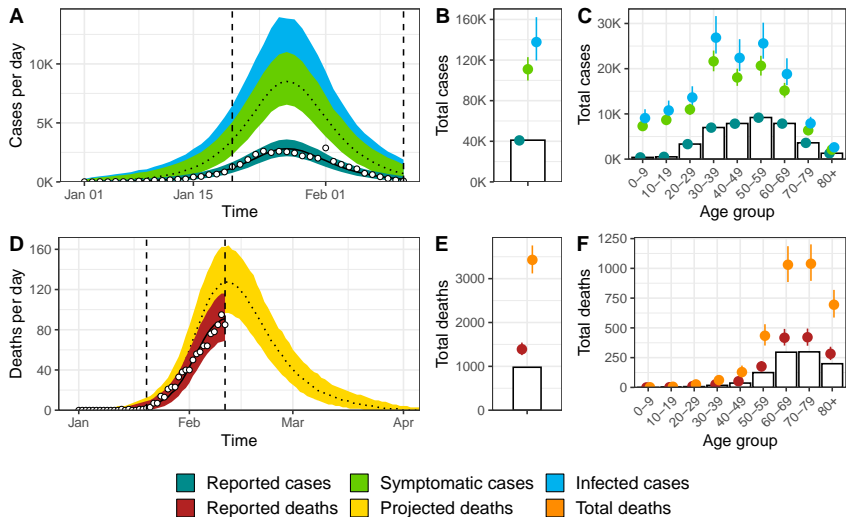 A
Cases per day
10K
5K
0K
Jan 01
Jan 15
Feb 01
Time
B
Total cases
160K
120K
80K
40K
0K
C
Total cases
30K
20K
10K
0K
0−9
10−19
20−29
30−39
40−49
50−59
60−69
70−79
80+
Age group
D
Deaths per day
160
120
80
40
0
Jan
Feb
Mar
Apr
Time
E
Total deaths
3000
2000
1000
0
F
Total deaths
1250
1000
750
500
250
0
0−9
10−19
20−29
30−39
40−49
50−59
60−69
70−79
80+
Age group
Reported cases
Symptomatic cases
Infected cases
Reported deaths
Projected deaths
Total deaths